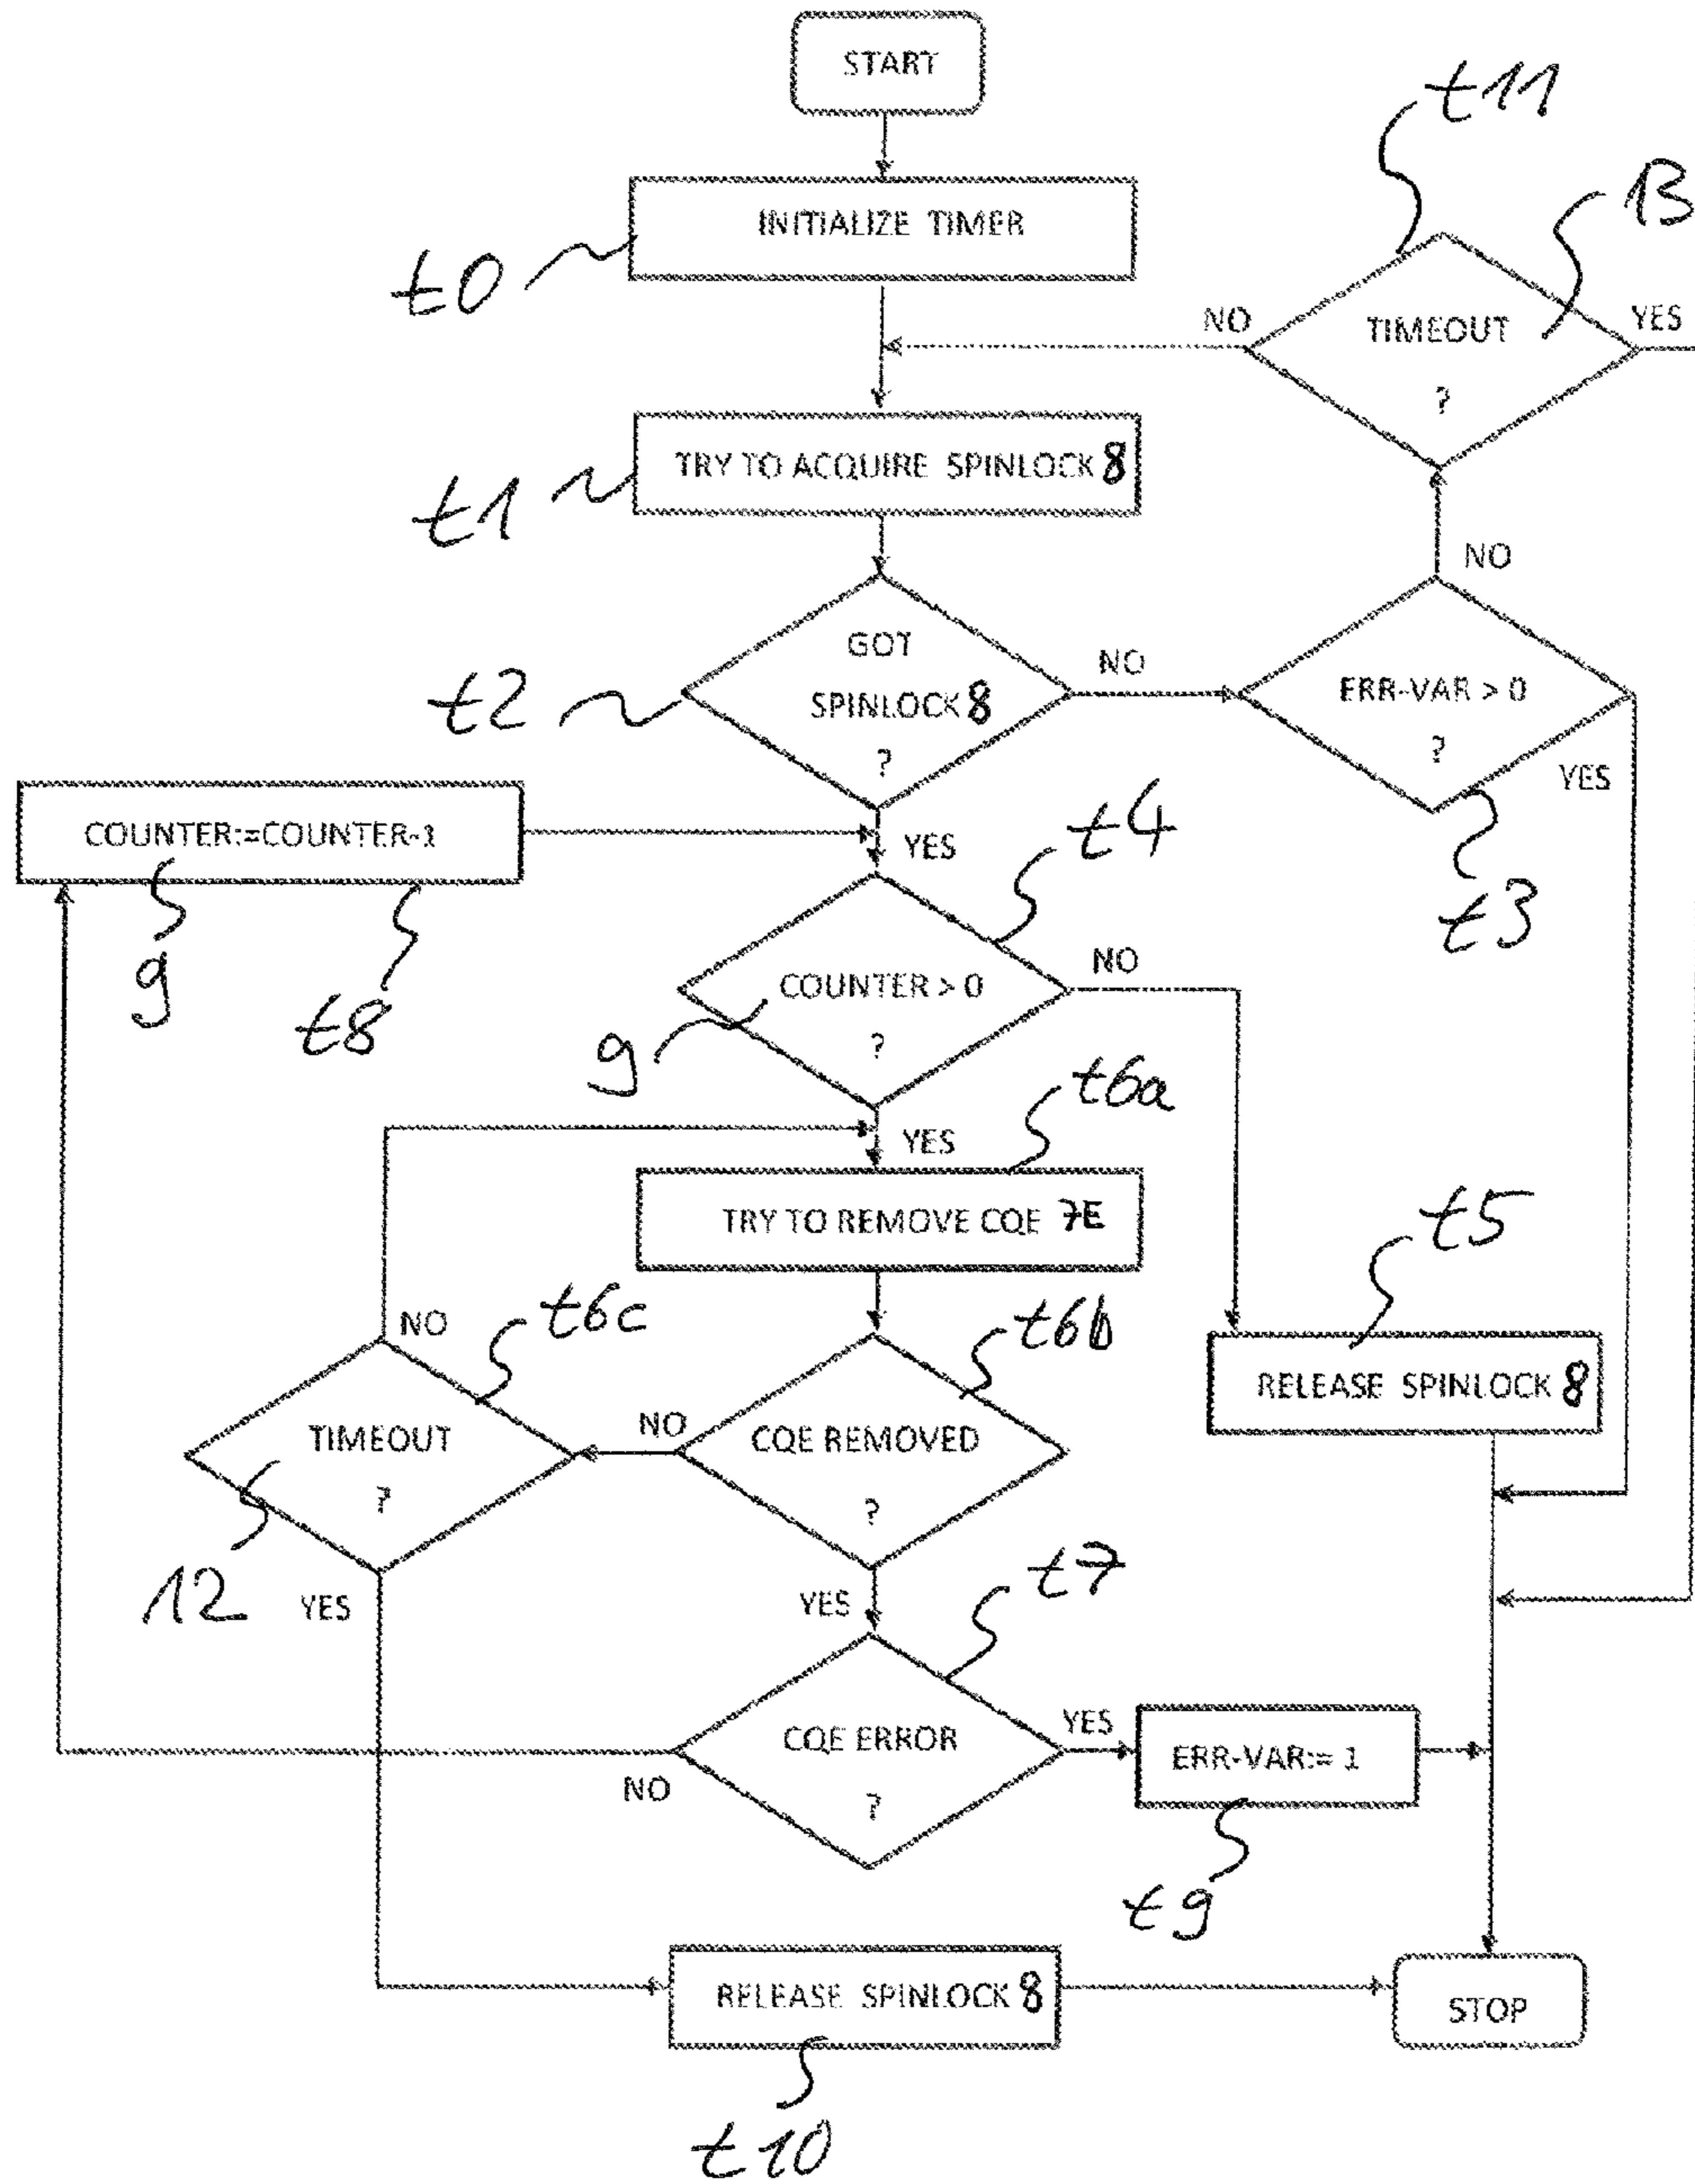 START
t11
13
INITIALIZE TIMER
t0
NO
TIMEOUT
?
YES
TRY TO ACQUIRE SPINLOCK 8
t1
NO
GOT
SPINLOCK 8
?
t2
NO
ERR-VAR > 0
?
YES
t3
COUNTER:=COUNTER-1
9
t8
YES
t4
COUNTER > 0
?
9
NO
t6a
YES
TRY TO REMOVE CQE 7E
t5
RELEASE SPINLOCK 8
NO
t6c
t6b
TIMEOUT
?
12
YES
NO
CQE REMOVED
?
YES
t7
CQE ERROR
?
NO
YES
ERR-VAR:= 1
t9
RELEASE SPINLOCK 8
t10
STOP